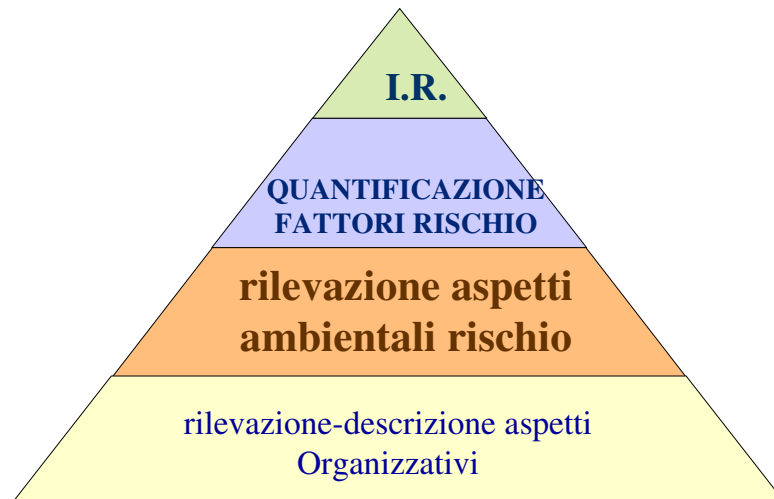 I.R.
QUANTIFICAZIONE
FATTORI RISCHIO
rilevazione aspetti
ambientali rischio
rilevazione-descrizione aspetti
Organizzativi